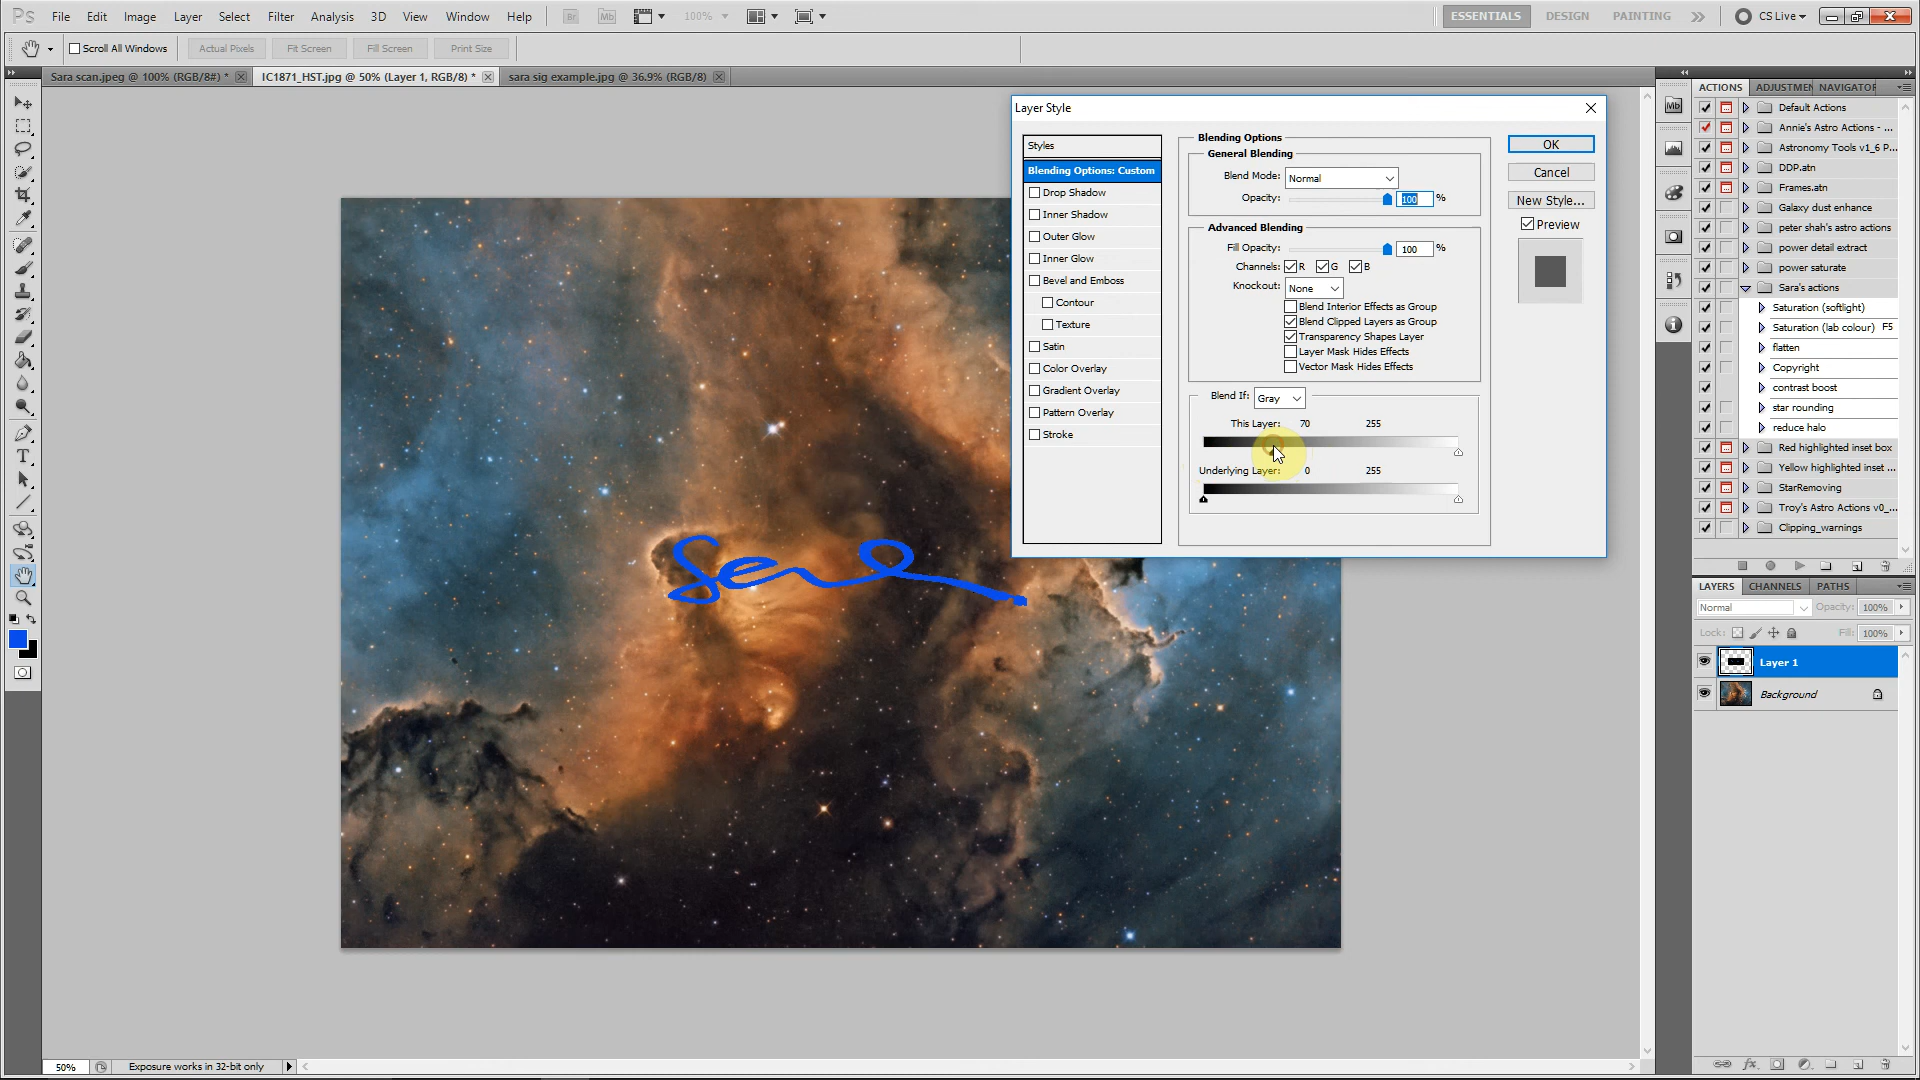 Ps File Edit Image Layer Select Filter Analysis 3D View Window Help Br Mb 100% ESSENTIALS DESIGN PAINTING CS Live
Scroll All Windows Actual Pixels Fit Screen Fill Screen Print Size
Sara scan.jpeg @ 100% (RGB/8#) * IC1871_HST.jpg @ 50% (Layer 1, RGB/8) * sara sig example.jpg @ 36.9% (RGB/8)
Layer Style
Styles
Blending Options: Custom
Drop Shadow
Inner Shadow
Outer Glow
Inner Glow
Bevel and Emboss
Contour
Texture
Satin
Color Overlay
Gradient Overlay
Pattern Overlay
Stroke
Blending Options
General Blending
Blend Mode: Normal
Opacity: 100 %
Advanced Blending
Fill Opacity: 100 %
Channels: R G B
Knockout: None
Blend Interior Effects as Group
Blend Clipped Layers as Group
Transparency Shapes Layer
Layer Mask Hides Effects
Vector Mask Hides Effects
Blend If: Gray
This Layer: 70 255
Underlying Layer: 0 255
OK
Cancel
New Style...
Preview
ACTIONS ADJUSTMEN NAVIGATOR
Mb
Default Actions
Annie's Astro Actions - ...
Astronomy Tools v1_6 P...
DDP.atn
Frames.atn
Galaxy dust enhance
peter shah's astro actions
power detail extract
power saturate
Sara's actions
Saturation (softlight)
Saturation (lab colour) F5
flatten
Copyright
contrast boost
star rounding
reduce halo
Red highlighted inset box
Yellow highlighted inset ...
StarRemoving
Troy's Astro Actions v0_...
Clipping_warnings
LAYERS CHANNELS PATHS
Normal Opacity: 100%
Lock: Fill: 100%
Layer 1
Background
50% Exposure works in 32-bit only